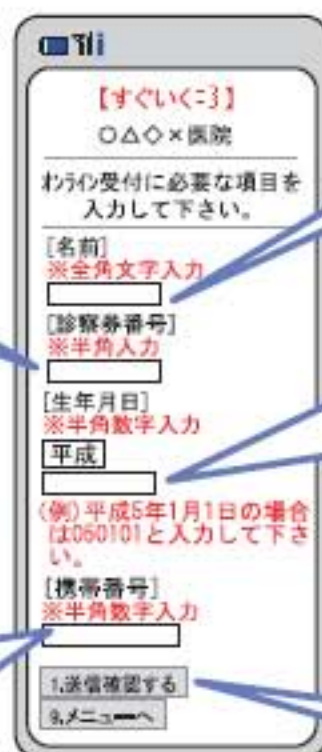 【すぐいく=3】
○△◇×医院
オンライン受付に必要な項目を
入力して下さい。
[名前]
※全角文字入力
[診察券番号]
※半角入力
[生年月日]
※半角数字入力
平成
(例)平成5年1月1日の場合
は050101と入力して下さ
い。
[携帯番号]
※半角数字入力
1.送信確認する
9.メニューへ